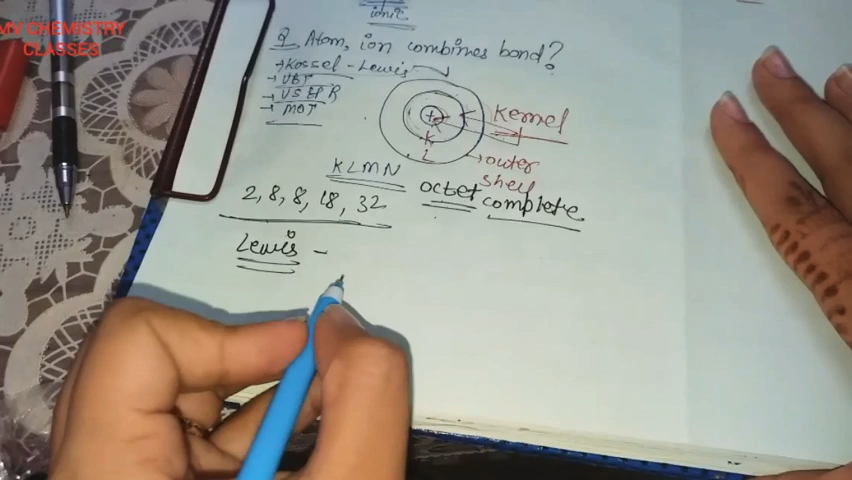 MY CHEMISTRY
CLASSES
ionic
Q Atom, ion combines bond?
→Kossel - Lewis
→ VBT
→ VSEPR
→ MOT
+
Kernel
K
L
→outer
shell
KLMN
octet
complete
2, 8, 8, 18, 32
Lewis -